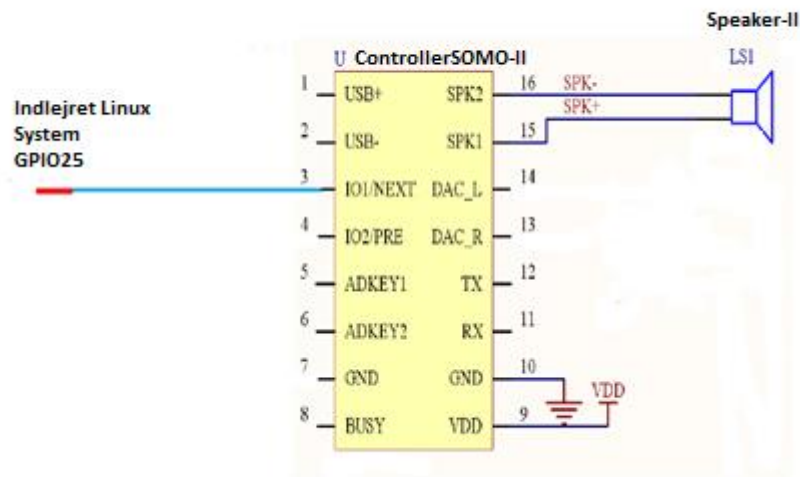 Speaker-II
U ControllerSOMO-II
LS1
1 USB+ SPK2 16 SPK-
SPK+
Indlejret Linux
System
GPIO25
2 USB- SPK1 15
3 IO1/NEXT DAC_L 14
4 IO2/PRE DAC_R 13
5 ADKEY1 TX 12
6 ADKEY2 RX 11
7 GND GND 10
VDD
8 BUSY VDD 9